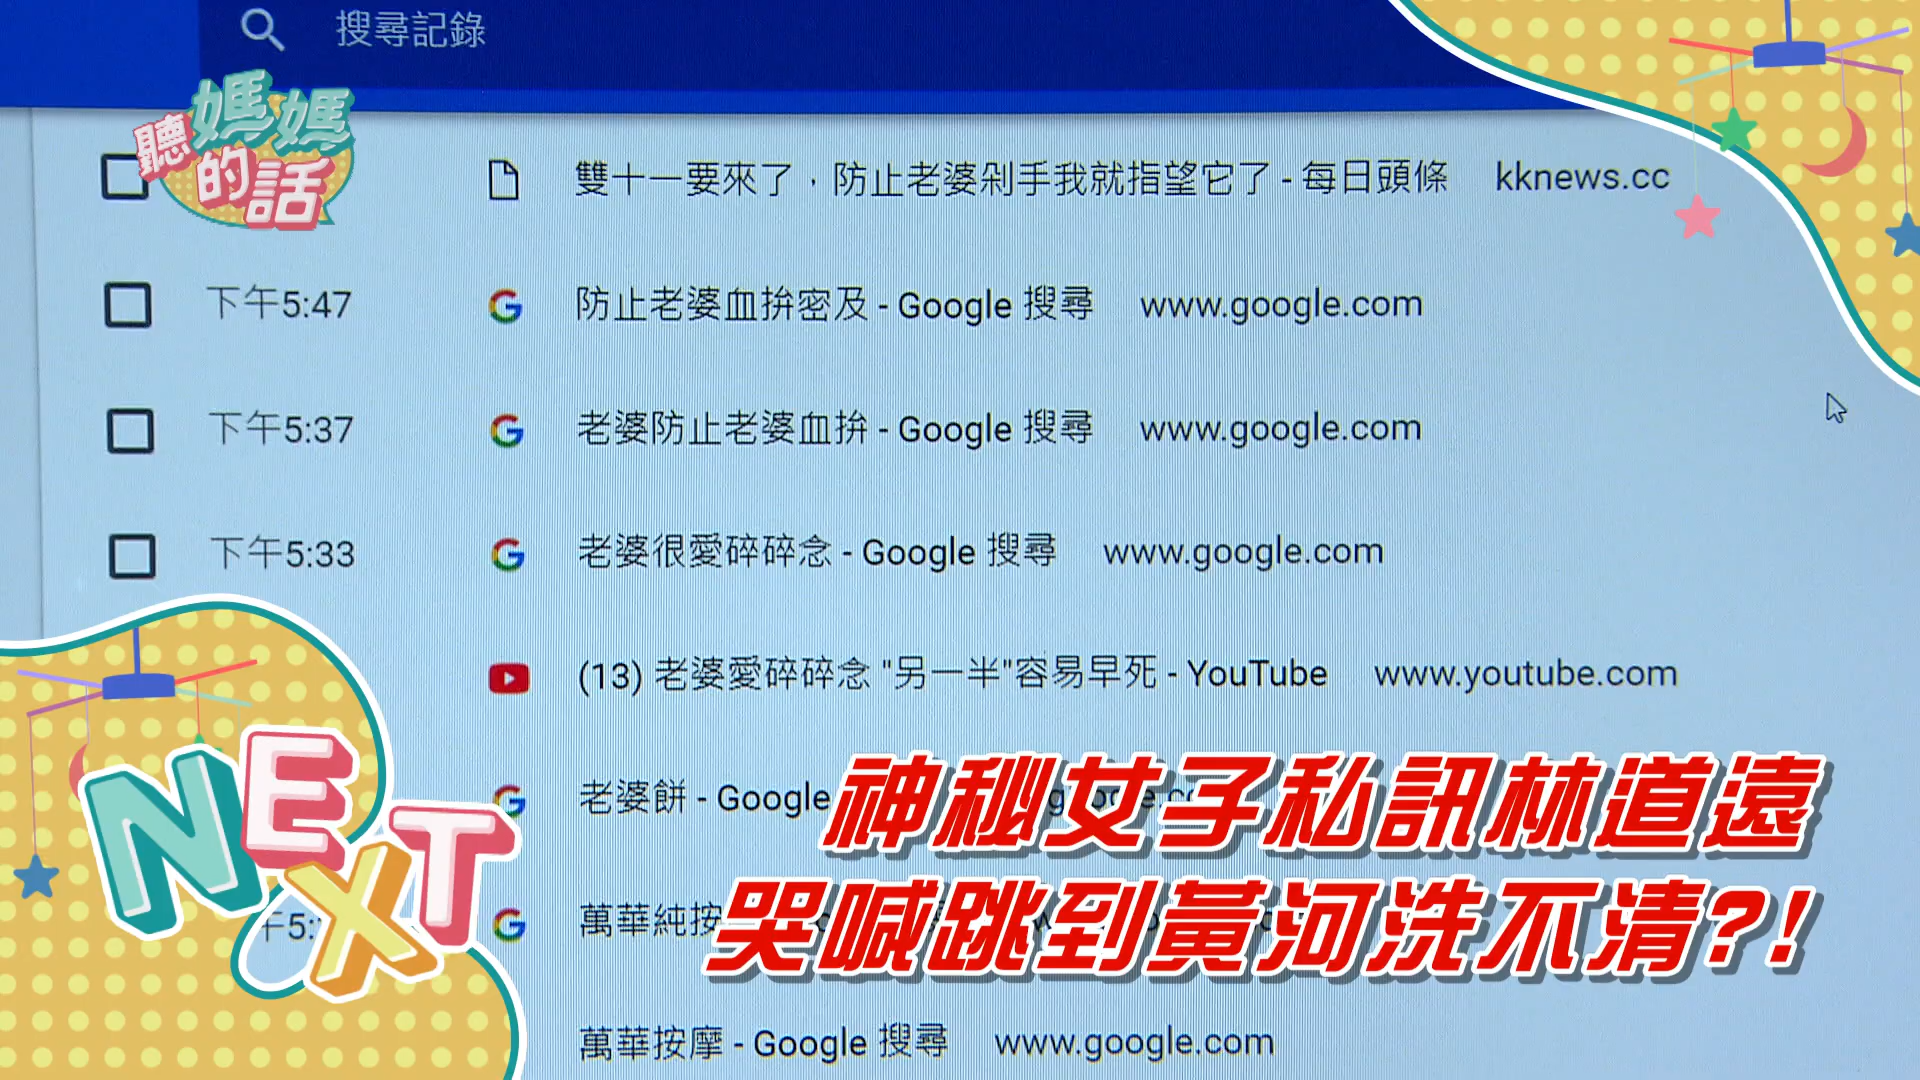 搜尋記錄
聽媽媽的話
雙十一要來了，防止老婆剁手我就指望它了 - 每日頭條 kknews.cc
下午5:47 防止老婆血拚密及 - Google 搜尋 www.google.com
下午5:37 老婆防止老婆血拚 - Google 搜尋 www.google.com
下午5:33 老婆很愛碎碎念 - Google 搜尋 www.google.com
(13) 老婆愛碎碎念 "另一半"容易早死 - YouTube www.youtube.com
老婆餅 - Google
萬華純按
萬華按摩 - Google 搜尋 www.google.com
NEXT
神秘女子私訊林道遠
哭喊跳到黃河洗不清?!